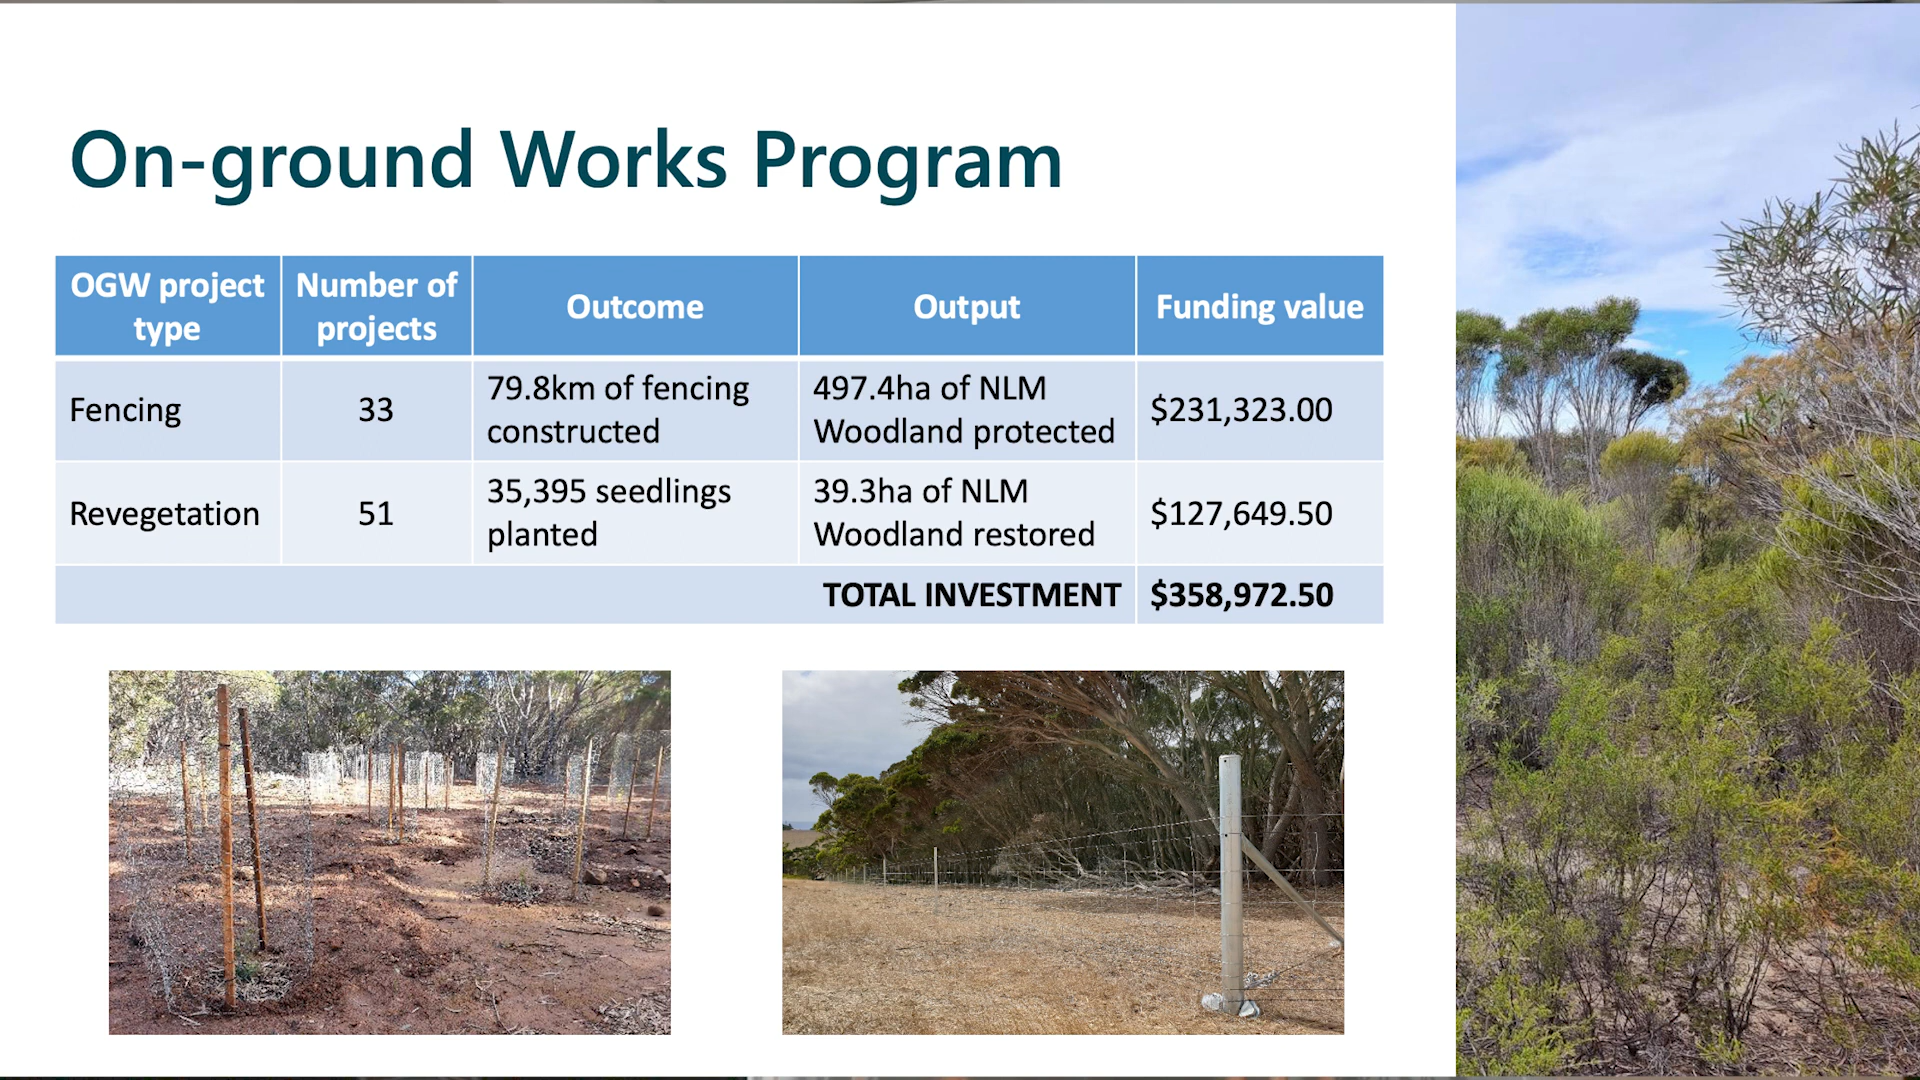 On-ground Works Program
OGW project
type
Number of
projects
Outcome
Output
Funding value
Fencing
33
79.8km of fencing
constructed
497.4ha of NLM
Woodland protected
$231,323.00
Revegetation
51
35,395 seedlings
planted
39.3ha of NLM
Woodland restored
$127,649.50
TOTAL INVESTMENT
$358,972.50